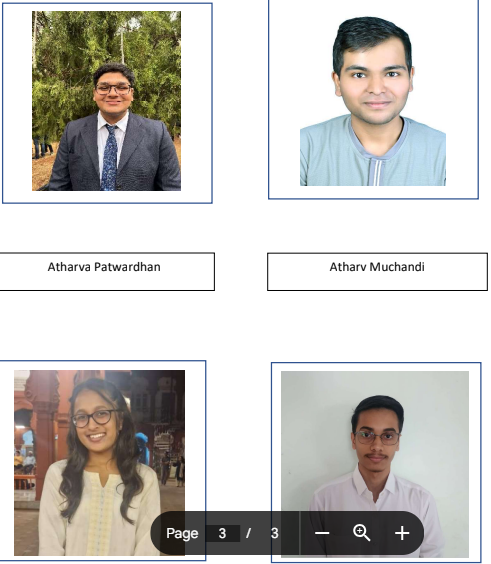 Atharva Patwardhan
Atharv Muchandi
Page 3 / 3